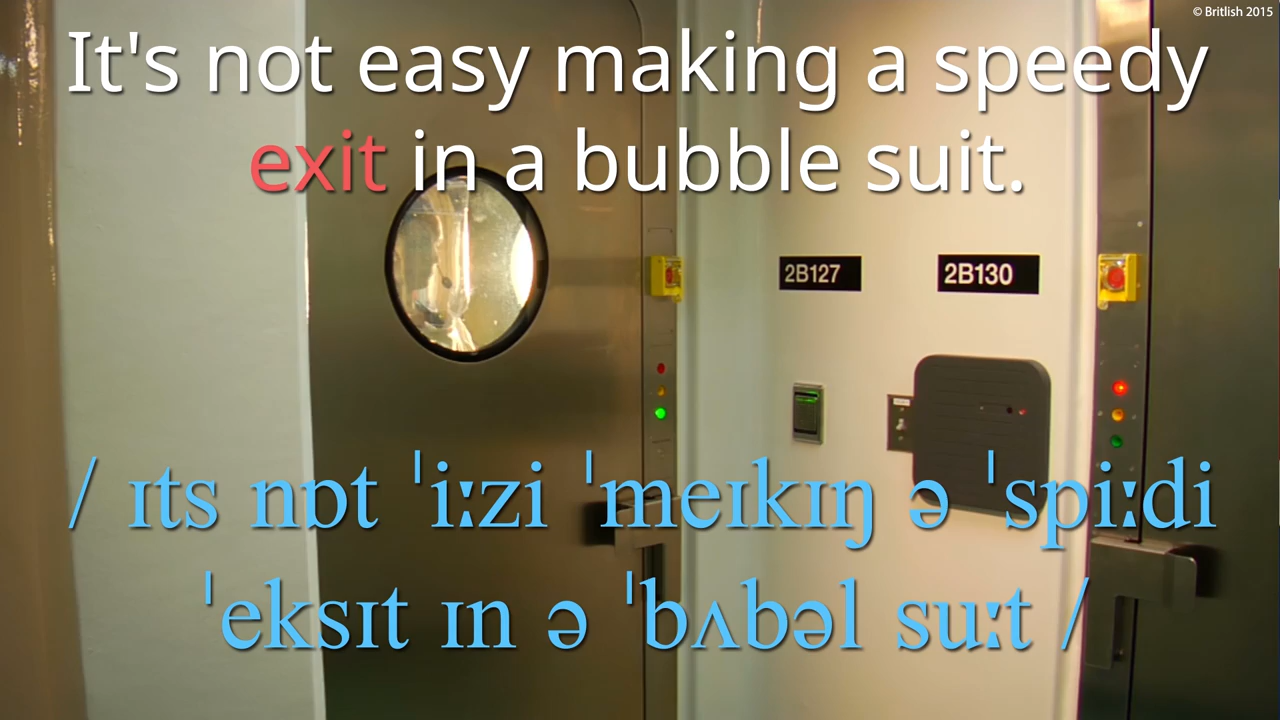 © Britlish 2015
It's not easy making a speedy
exit in a bubble suit.
2B127
2B130
/ ɪts nɒt ˈiːzi ˈmeɪkɪŋ ə ˈspiːdi
ˈeksɪt ɪn ə ˈbʌbəl suːt /